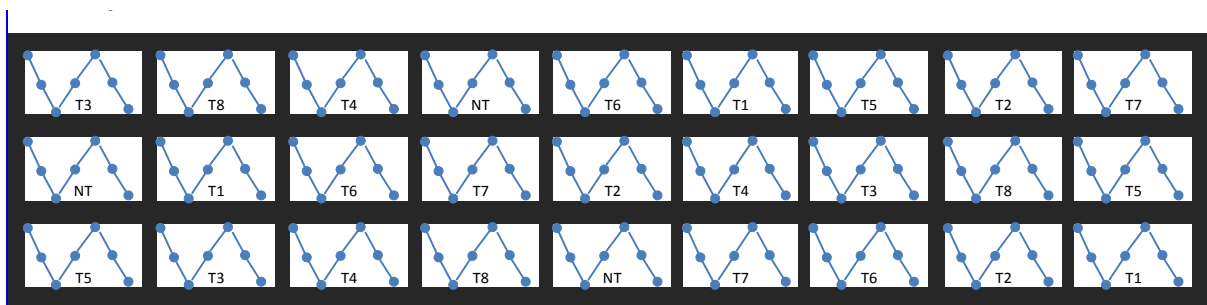 T3 T8 T4 NT T6 T1 T5 T2 T7
NT T1 T6 T7 T2 T4 T3 T8 T5
T5 T3 T4 T8 NT T7 T6 T2 T1